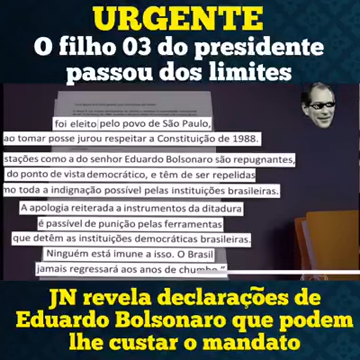 URGENTE
O filho 03 do presidente
passou dos limites
foi eleito pelo povo de São Paulo,
ao tomar posse jurou respeitar a Constituição de 1988.
stações como a do senhor Eduardo Bolsonaro são repugnantes,
do ponto de vista democrático, e têm de ser repelidas
mo toda a indignação possível pelas instituições brasileiras.
A apologia reiterada a instrumentos da ditadura
é passível de punição pelas ferramentas
que detêm as instituições democráticas brasileiras.
Ninguém está imune a isso. O Brasil
jamais regressará aos anos de chumbo."
JN revela declarações de
Eduardo Bolsonaro que podem
lhe custar o mandato